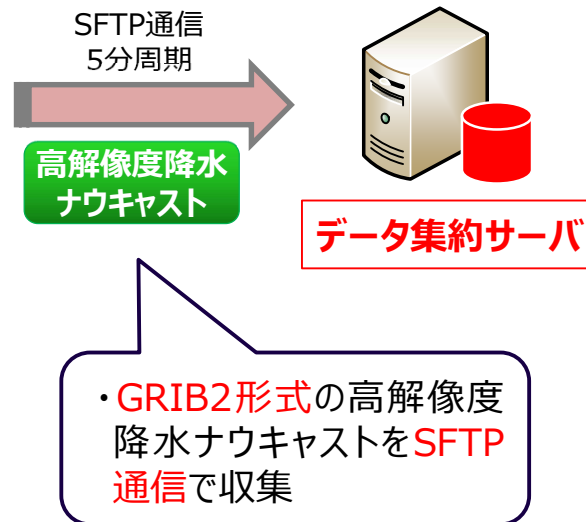 SFTP通信
5分周期
高解像度降水
ナウキャスト
データ集約サーバ
・GRIB2形式の高解像度
降水ナウキャストをSFTP
通信で収集